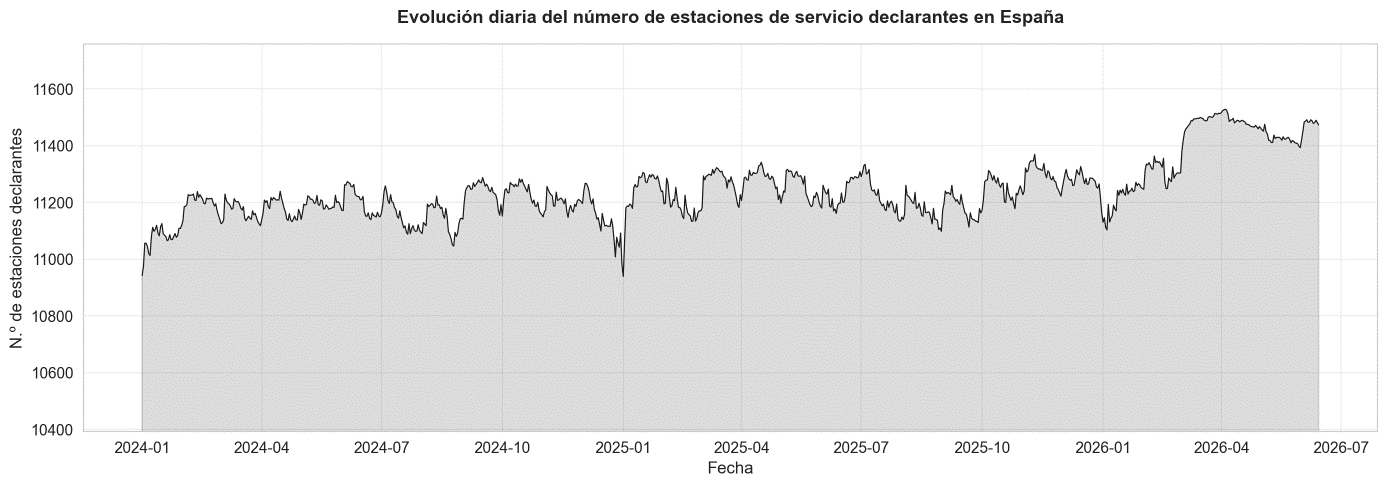 Evolución diaria del número de estaciones de servicio declarantes en España
N.º de estaciones declarantes
11600
11400
11200
11000
10800
10600
10400
2024-01 2024-04 2024-07 2024-10 2025-01 2025-04 2025-07 2025-10 2026-01 2026-04 2026-07
Fecha